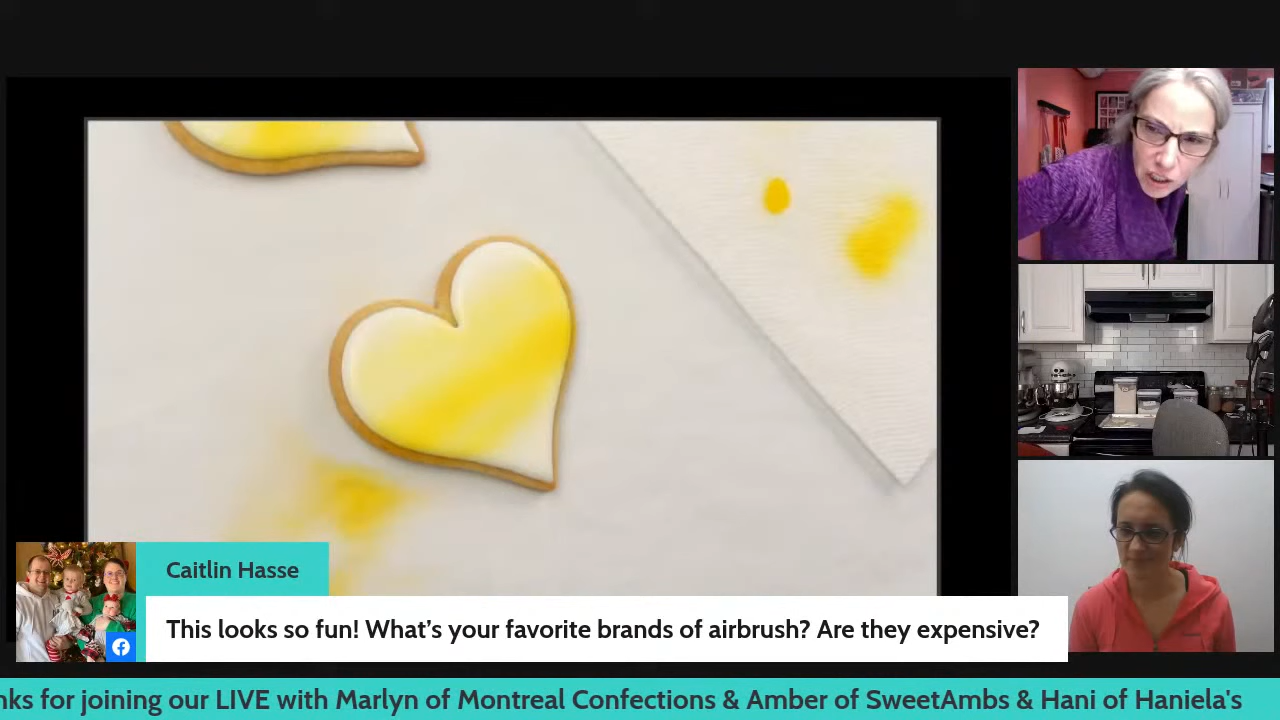 Caitlin Hasse
This looks so fun! What's your favorite brands of airbrush? Are they expensive?
nks for joining our LIVE with Marlyn of Montreal Confections & Amber of SweetAmbs & Hani of Haniela's